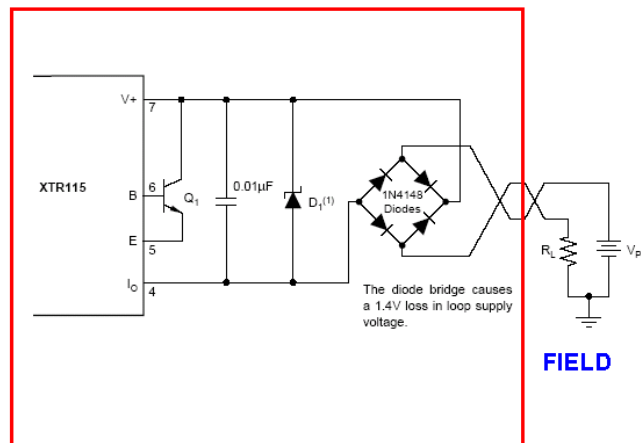 V+
7
XTR115
B
6
Q1
0.01µF
D1(1)
1N4148
Diodes
E
5
RL
VP
IO
4
The diode bridge causes
a 1.4V loss in loop supply
voltage.
FIELD